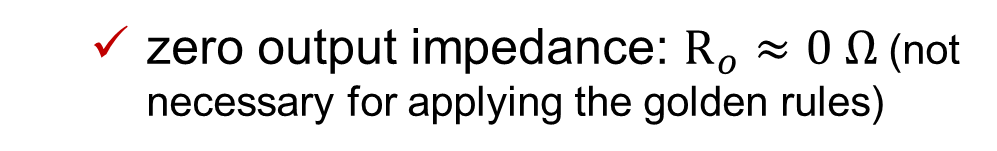 ✓ zero output impedance: Rₒ ≈ 0 Ω (not
necessary for applying the golden rules)